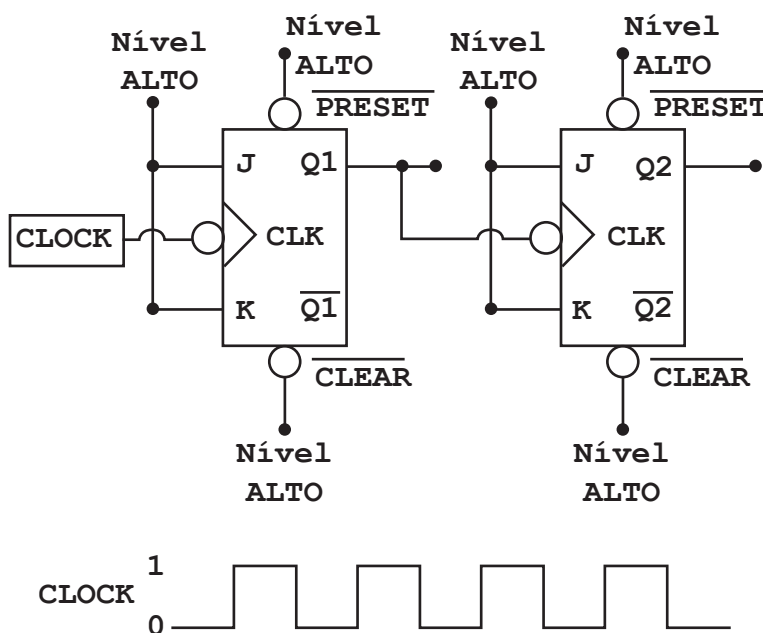 Nível
ALTO
Nível
ALTO
PRESET
J
Q1
CLOCK
CLK
K
Q1
CLEAR
Nível
ALTO
Nível
ALTO
Nível
ALTO
PRESET
J
Q2
CLK
K
Q2
CLEAR
Nível
ALTO
1
CLOCK
0